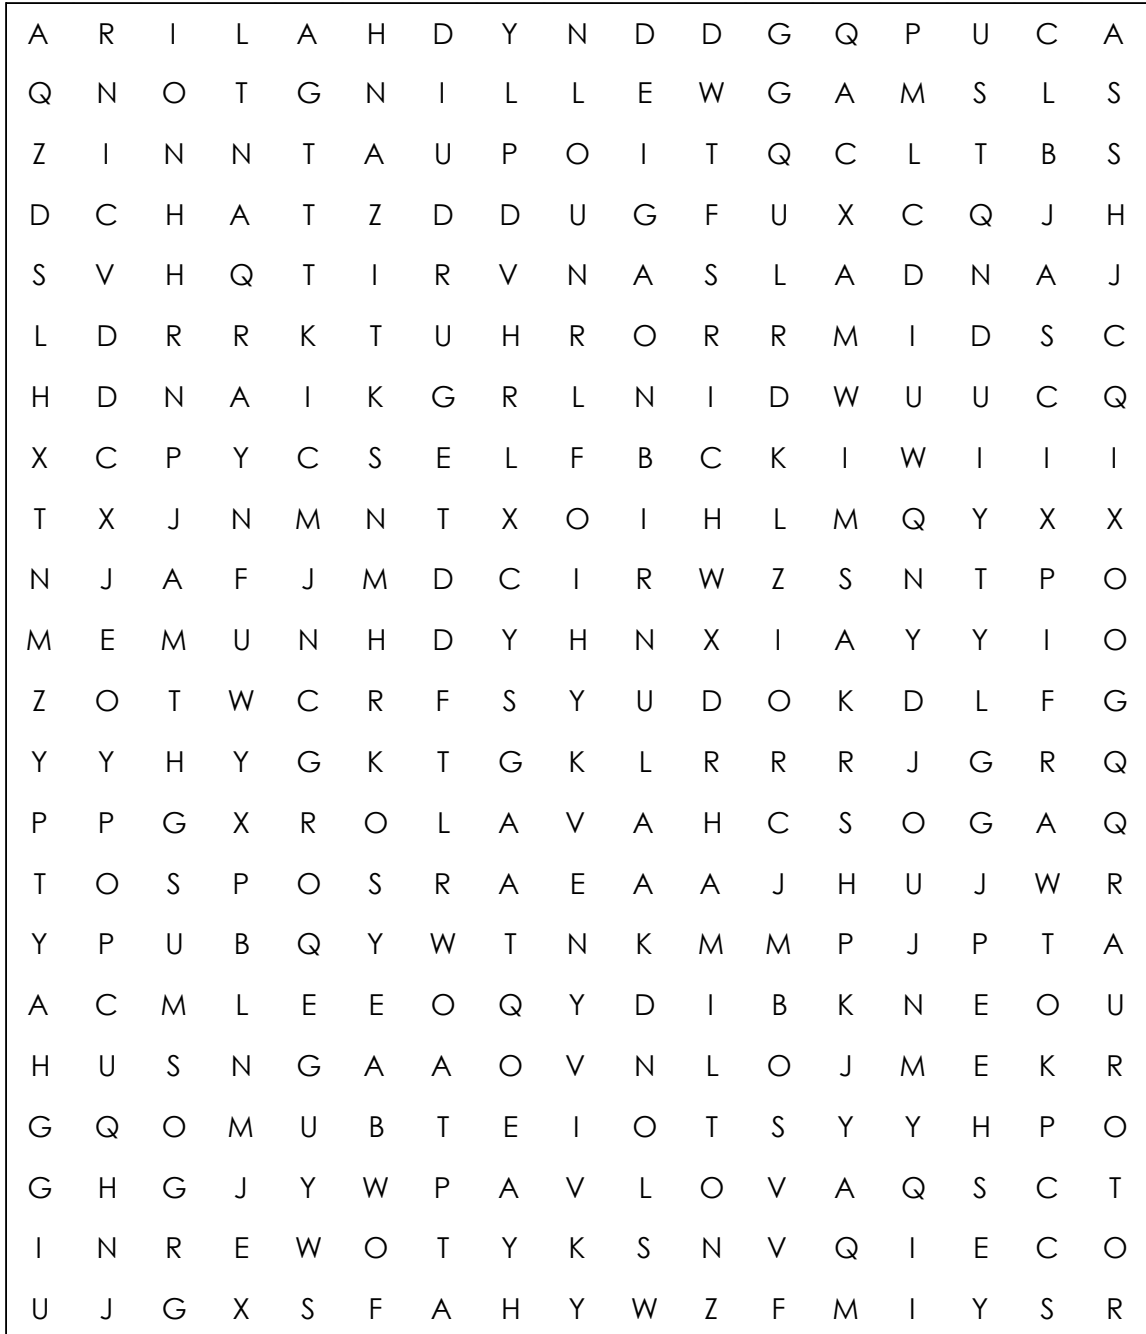 A R I L A H D Y N D D G Q P U C A
Q N O T G N I L L E W G A M S L S
Z I N N T A U P O I T Q C L T B S
D C H A T Z D D U G F U X C Q J H
S V H Q T I R V N A S L A D N A J
L D R R K T U H R O R R M I D S C
H D N A I K G R L N I D W U U C Q
X C P Y C S E L F B C K I W I I I
T X J N M N T X O I H L M Q Y X X
N J A F J M D C I R W Z S N T P O
M E M U N H D Y H N X I A Y Y I O
Z O T W C R F S Y U D O K D L F G
Y Y H Y G K T G K L R R R J G R Q
P P G X R O L A V A H C S O G A Q
T O S P O S R A E A A J H U J W R
Y P U B Q Y W T N K M M P J P T A
A C M L E E O Q Y D I B K N E O U
H U S N G A A O V N L O J M E K R
G Q O M U B T E I O T S Y Y H P O
G H G J Y W P A V L O V A Q S C T
I N R E W O T Y K S N V Q I E C O
U J G X S F A H Y W Z F M I Y S R